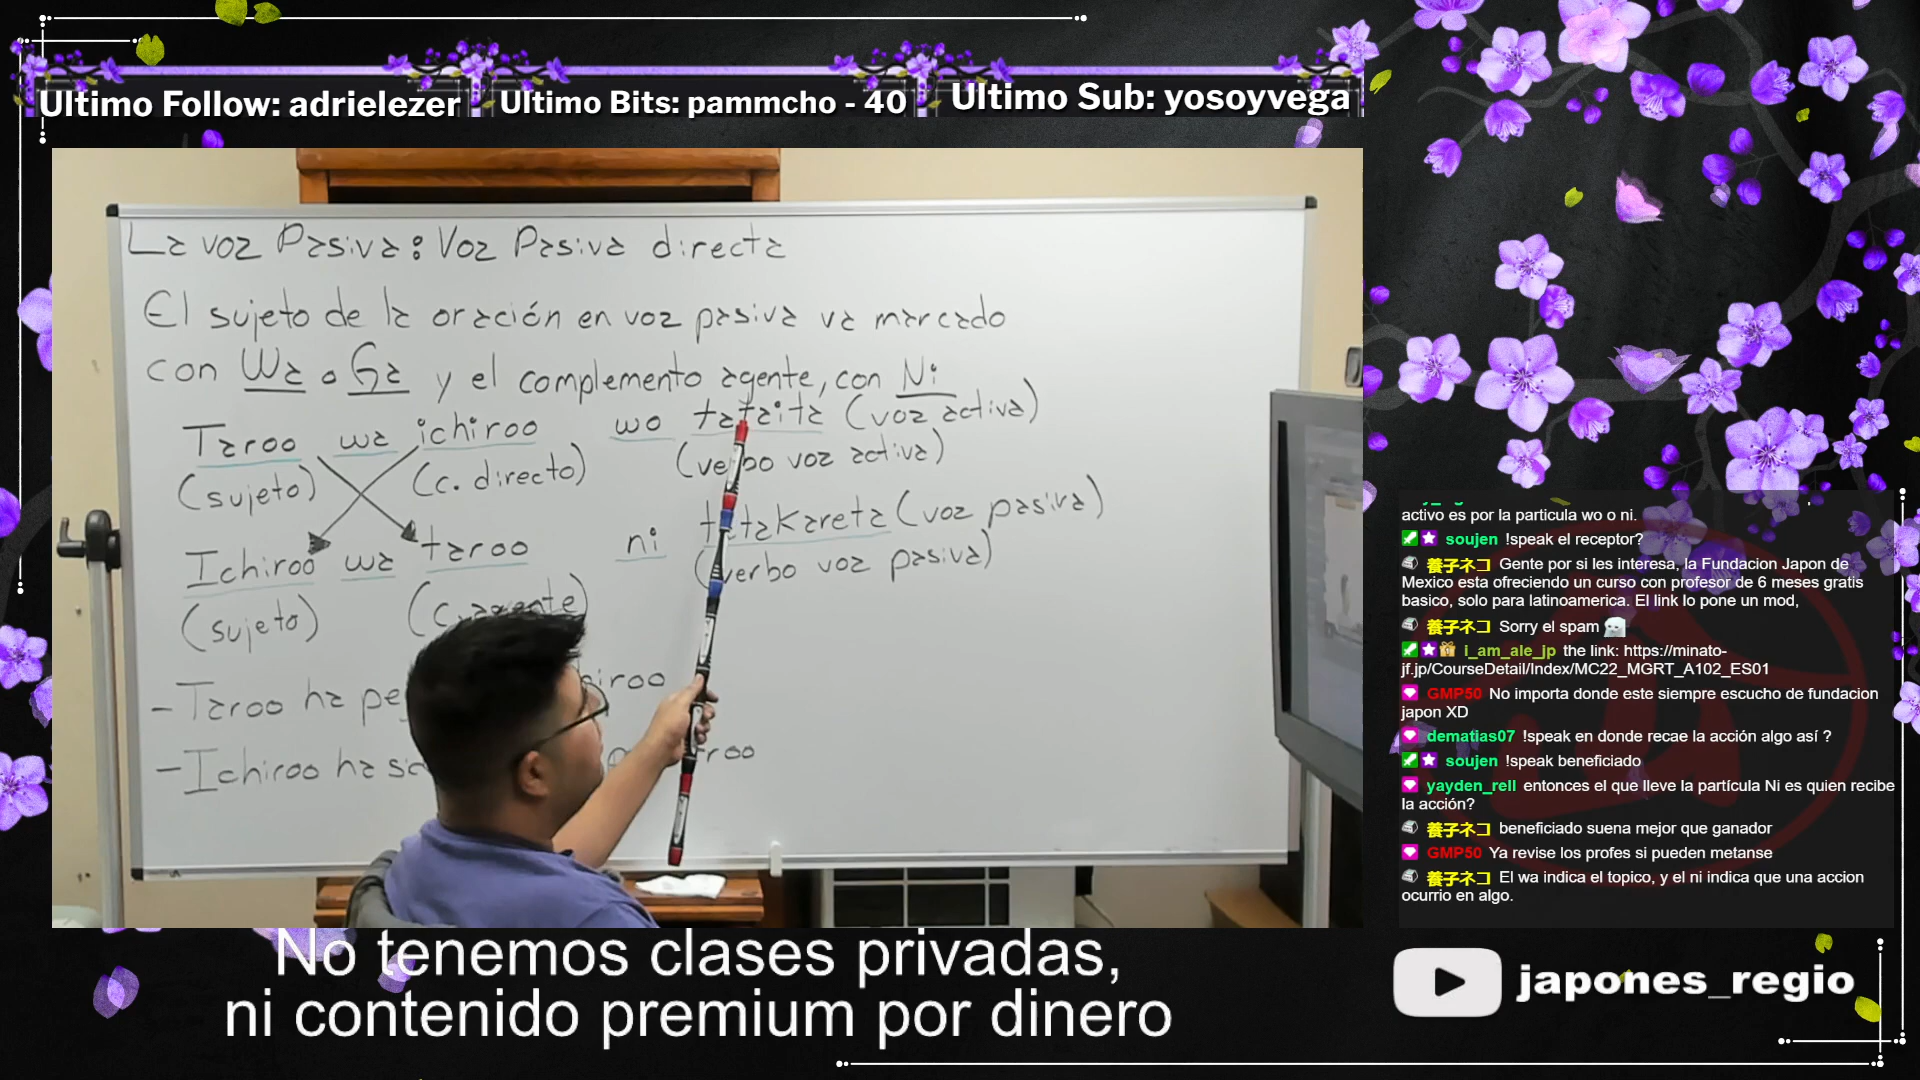 Ultimo Follow: adrielezer
Ultimo Bits: pammcho - 40
Ultimo Sub: yosoyvega
La voz Pasiva: Voz Pasiva directa
El sujeto de la oración en voz pasiva va marcado
con Wa o Ga y el complemento agente, con Ni
Taroo wa ichiroo wo tataita (voz activa)
(sujeto) (c. directo) (verbo voz activa)
Ichiroo wa taroo ni tatakareta (voz pasiva)
(sujeto) (c. agente) (verbo voz pasiva)
- Taroo ha
- Ichiroo ha
activo es por la particula wo o ni.
soujen !speak el receptor?
養子ネコ Gente por si les interesa, la Fundacion Japon de
Mexico esta ofreciendo un curso con profesor de 6 meses gratis
basico, solo para latinoamerica. El link lo pone un mod,
養子ネコ Sorry el spam
i_am_ale_jp the link: https://minato-
jf.jp/CourseDetail/Index/MC22_MGRT_A102_ES01
GMP50 No importa donde este siempre escucho de fundacion
japon XD
dematias07 !speak en donde recae la acción algo así ?
soujen !speak beneficiado
yayden_rell entonces el que lleve la partícula Ni es quien recibe
la acción?
養子ネコ beneficiado suena mejor que ganador
GMP50 Ya revise los profes si pueden metanse
養子ネコ El wa indica el topico, y el ni indica que una accion
ocurrio en algo.
No tenemos clases privadas,
ni contenido premium por dinero
japones_regio